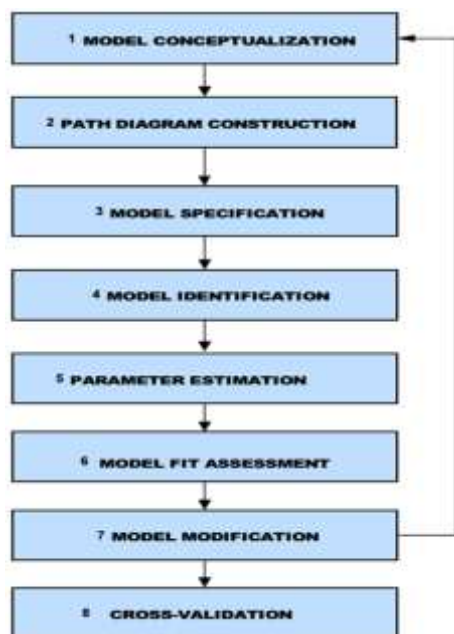 1 MODEL CONCEPTUALIZATION
2 PATH DIAGRAM CONSTRUCTION
3 MODEL SPECIFICATION
4 MODEL IDENTIFICATION
5 PARAMETER ESTIMATION
6 MODEL FIT ASSESSMENT
7 MODEL MODIFICATION
8 CROSS-VALIDATION